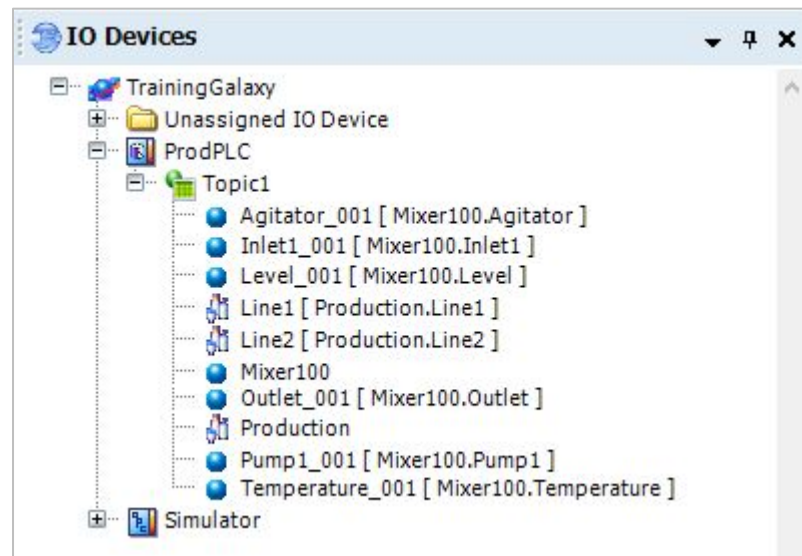 IO Devices
TrainingGalaxy
Unassigned IO Device
ProdPLC
Topic1
Agitator_001 [ Mixer100.Agitator ]
Inlet1_001 [ Mixer100.Inlet1 ]
Level_001 [ Mixer100.Level ]
Line1 [ Production.Line1 ]
Line2 [ Production.Line2 ]
Mixer100
Outlet_001 [ Mixer100.Outlet ]
Production
Pump1_001 [ Mixer100.Pump1 ]
Temperature_001 [ Mixer100.Temperature ]
Simulator